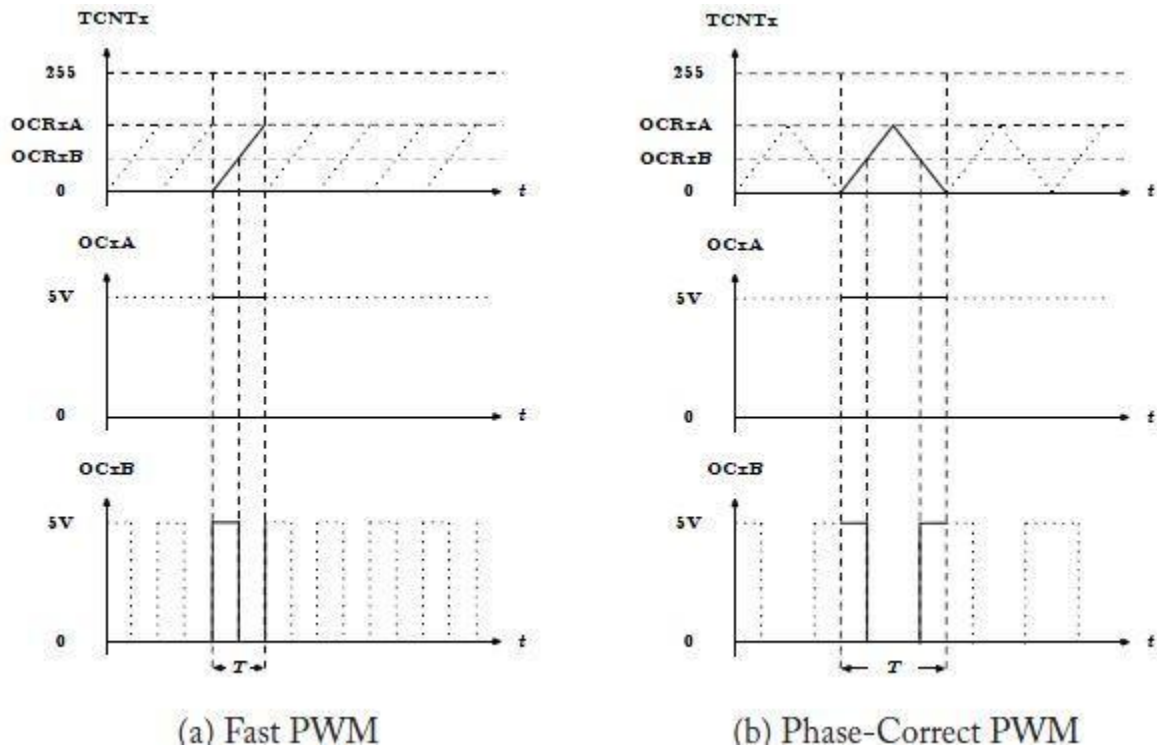 TCNTx
255
OCRxA
OCRxB
0
t
OCxA
5V
0
t
OCxB
5V
0
t
T
(a) Fast PWM
TCNTx
255
OCRxA
OCRxB
0
t
OCxA
5V
0
t
OCxB
5V
0
t
T
(b) Phase-Correct PWM